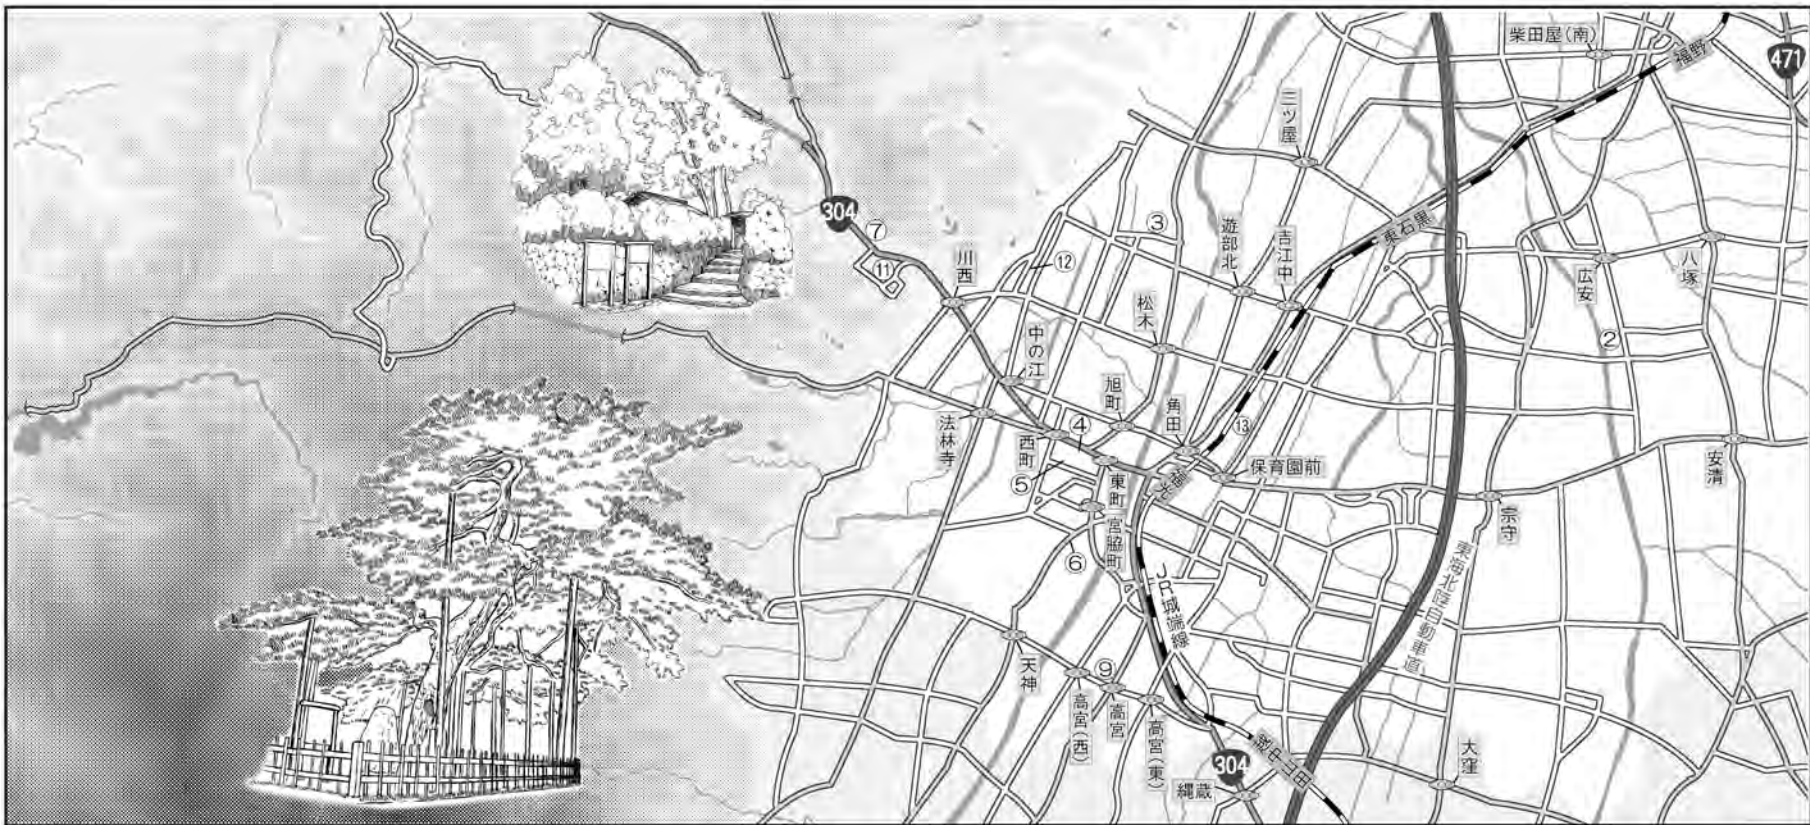 柴田屋(南)
福野
471
三ツ屋
304
⑦
⑪
川西
⑫
③
遊部北
吉江中
東石黒
広安
八塚
松木
②
中の江
旭町
角田
⑬
法林寺
西町
④
⑤
東町
福光
保育園前
安清
宗守
宮脇町
⑥
JR城端線
東海北陸自動車道
天神
⑨
高宮(西)
高宮
高宮(東)
越中山田
304
縄蔵
大窪